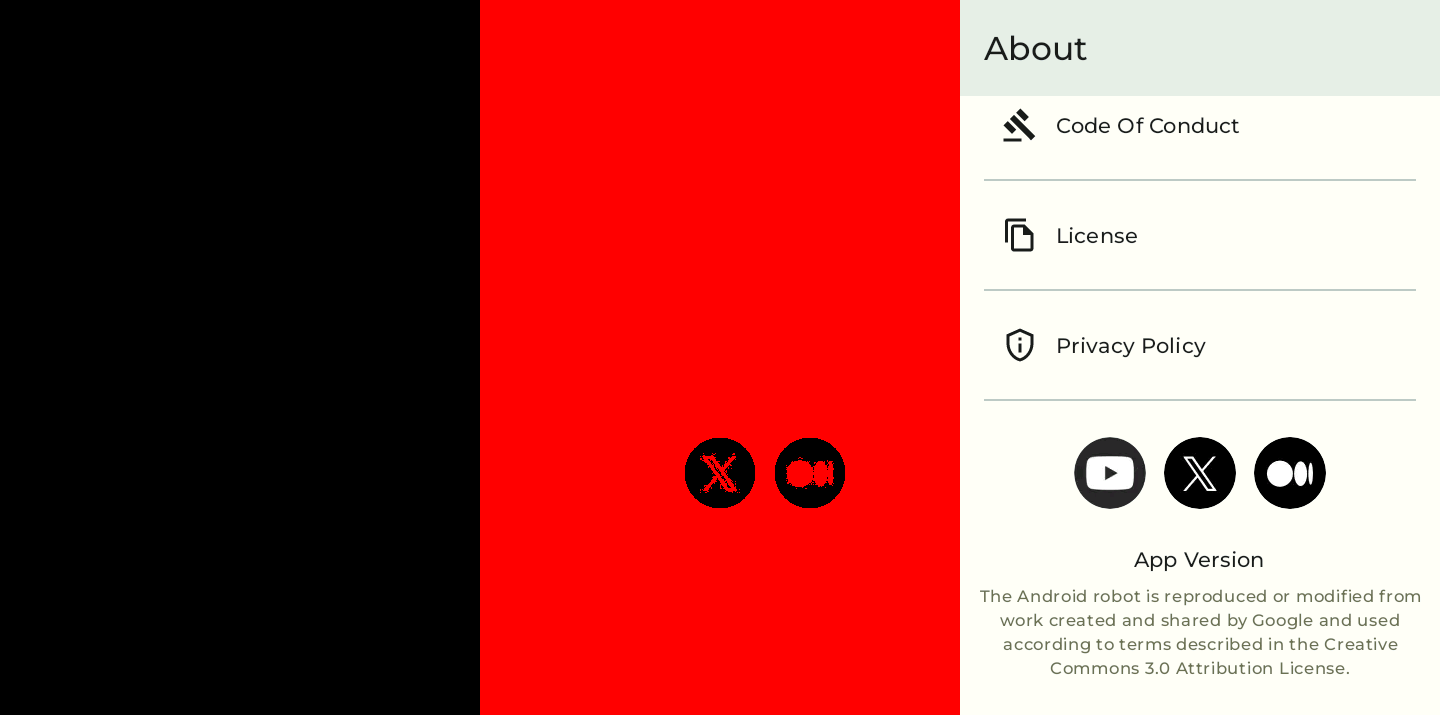 About
Code Of Conduct
License
Privacy Policy
App Version
The Android robot is reproduced or modified from
work created and shared by Google and used
according to terms described in the Creative
Commons 3.0 Attribution License.